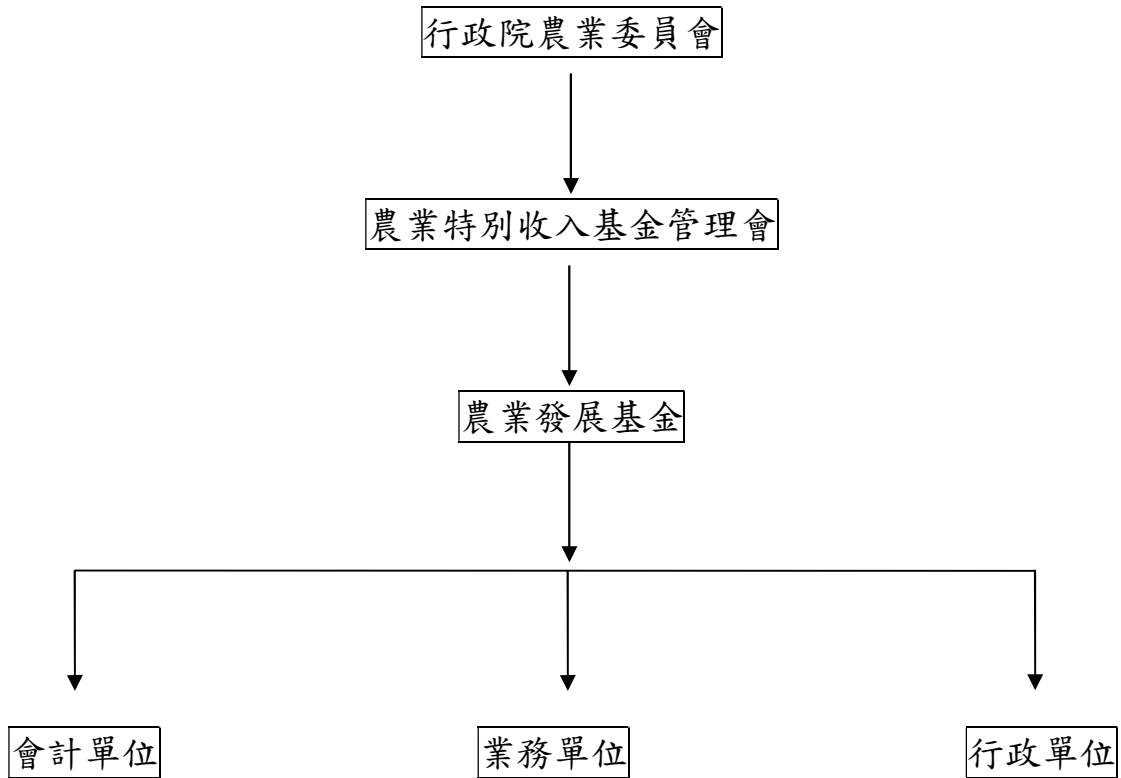 行政院農業委員會
農業特別收入基金管理會
農業發展基金
會計單位
業務單位
行政單位